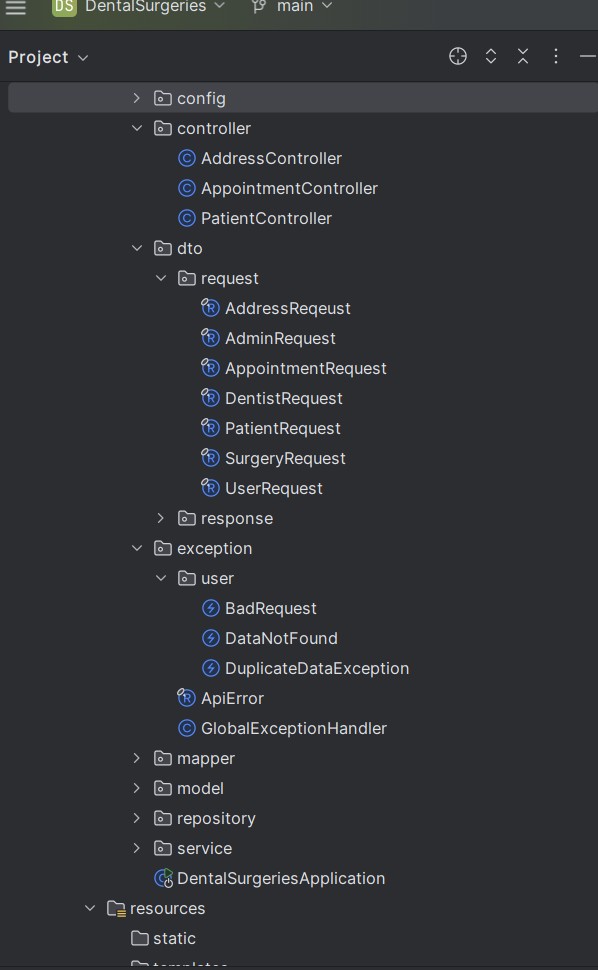 DS DentalSurgeries main
Project
config
controller
AddressController
AppointmentController
PatientController
dto
request
AddressReqeust
AdminRequest
AppointmentRequest
DentistRequest
PatientRequest
SurgeryRequest
UserRequest
response
exception
user
BadRequest
DataNotFound
DuplicateDataException
ApiError
GlobalExceptionHandler
mapper
model
repository
service
DentalSurgeriesApplication
resources
static
templates